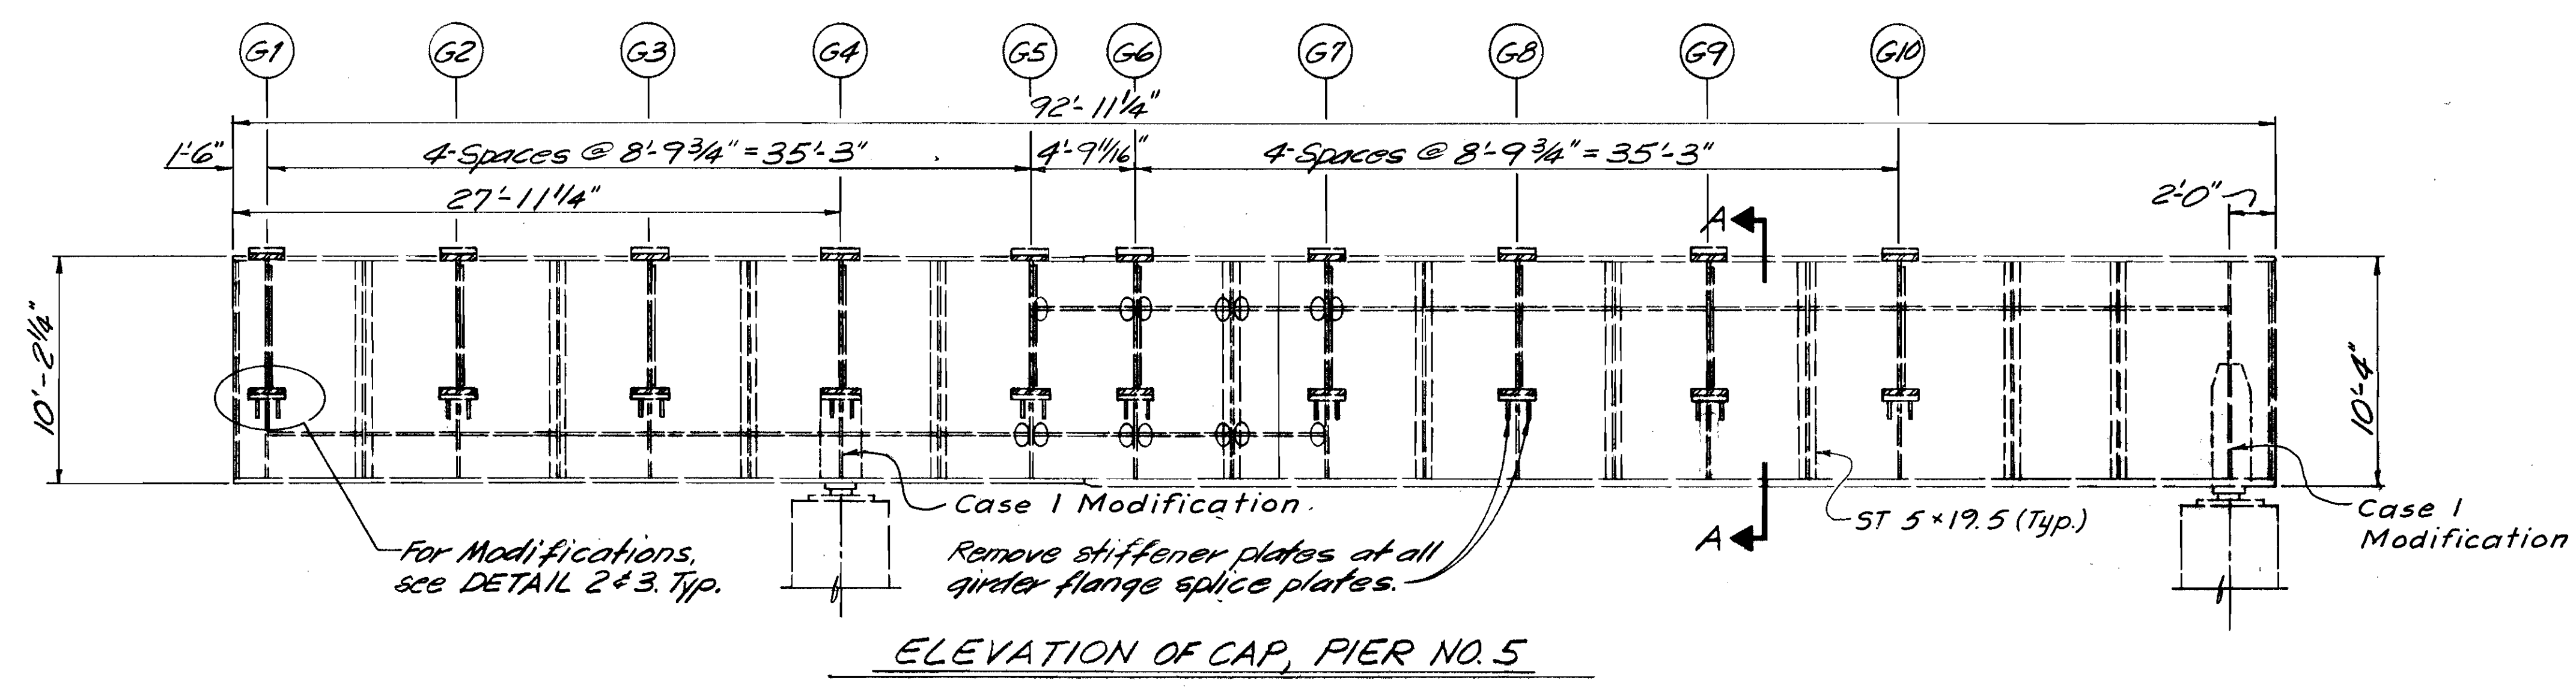 G1 G2 G3 G4 G5 G6 G7 G8 G9 G10
92'-11¼"
1'-6" 4-Spaces @ 8'-9¾" = 35'-3" 4'-9 11/16" 4-Spaces @ 8'-9¾" = 35'-3"
27'-11¼" 2'-0"
A
10'-2¼" 10'-4"
Case 1 Modification.
Case 1
Modification
ST 5 x 19.5 (Typ.)
A
For Modifications,
see DETAIL 2 & 3. Typ.
Remove stiffener plates at all
girder flange splice plates.
ELEVATION OF CAP, PIER NO. 5